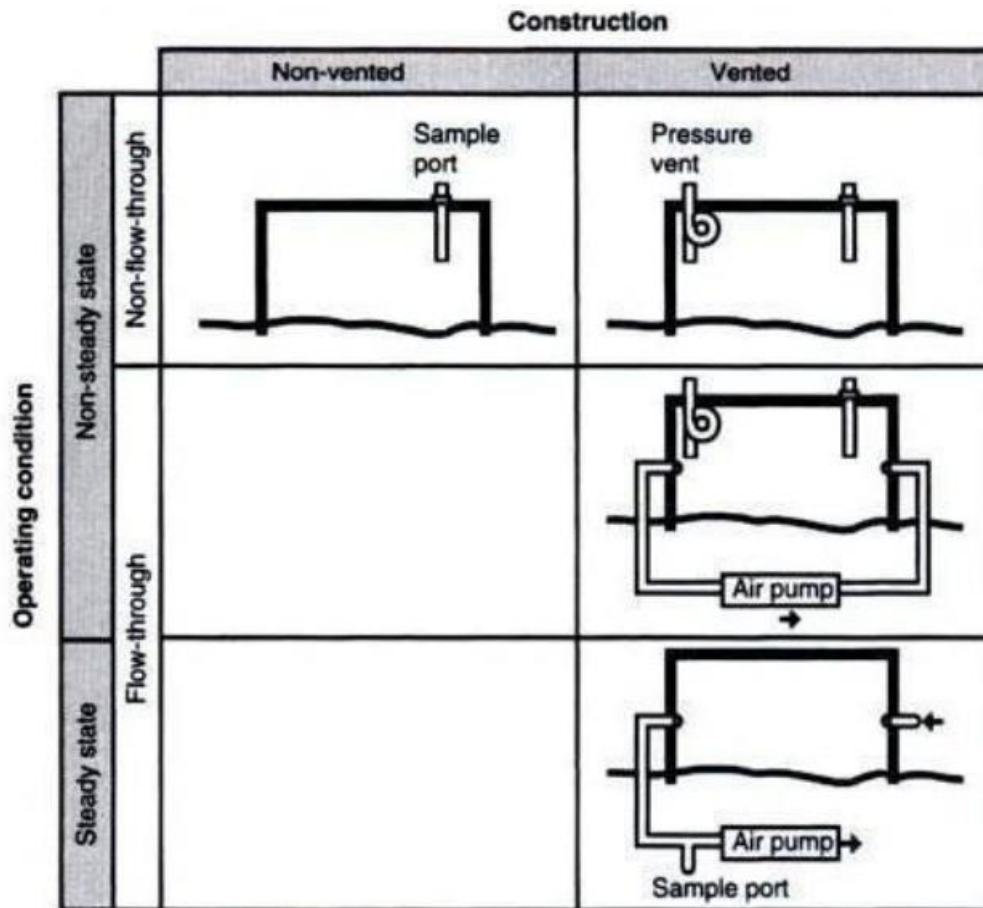 Construction
Non-vented
Vented
Operating condition
Non-steady state
Non-flow-through
Sample
port
Pressure
vent
Flow-through
Air pump
Steady state
Air pump
Sample port